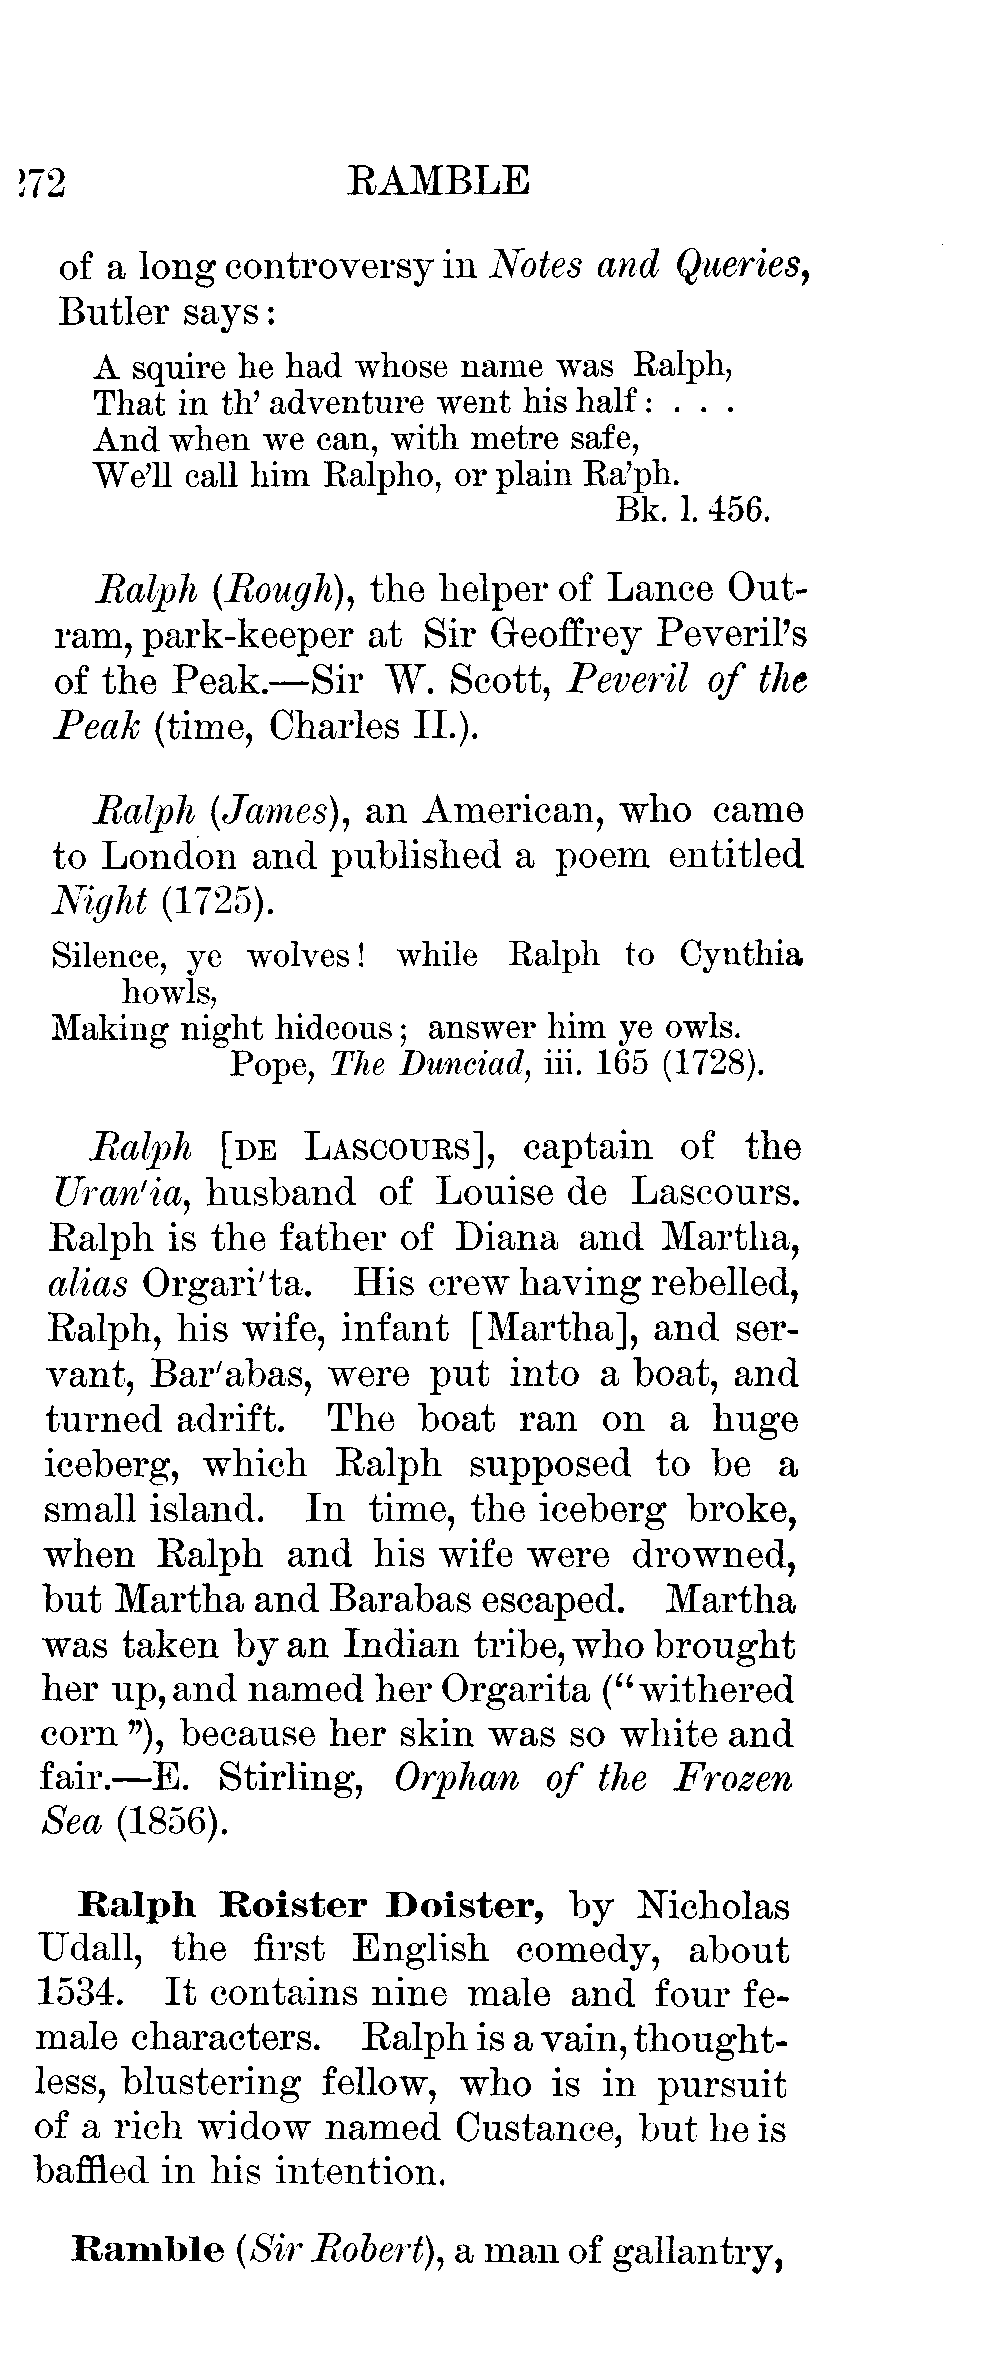 272 RAMBLE
of a long controversy in Notes and Queries,
Butler says:
A squire he had whose name was Ralph,
That in th’ adventure went his half: . . .
And when we can, with metre safe,
We’ll call him Ralpho, or plain Ra’ph.
Bk. l. 456.
Ralph (Rough), the helper of Lance Out-
ram, park-keeper at Sir Geoffrey Peveril’s
of the Peak.—Sir W. Scott, Peveril of the
Peak (time, Charles II.).
Ralph (James), an American, who came
to London and published a poem entitled
Night (1725).
Silence, ye wolves! while Ralph to Cynthia
howls,
Making night hideous; answer him ye owls.
Pope, The Dunciad, iii. 165 (1728).
Ralph [DE LASCOURS], captain of the
Uran′ia, husband of Louise de Lascours.
Ralph is the father of Diana and Martha,
alias Orgari′ta. His crew having rebelled,
Ralph, his wife, infant [Martha], and ser-
vant, Bar′abas, were put into a boat, and
turned adrift. The boat ran on a huge
iceberg, which Ralph supposed to be a
small island. In time, the iceberg broke,
when Ralph and his wife were drowned,
but Martha and Barabas escaped. Martha
was taken by an Indian tribe, who brought
her up, and named her Orgarita (“withered
corn”), because her skin was so white and
fair.—E. Stirling, Orphan of the Frozen
Sea (1856).
Ralph Roister Doister, by Nicholas
Udall, the first English comedy, about
1534. It contains nine male and four fe-
male characters. Ralph is a vain, thought-
less, blustering fellow, who is in pursuit
of a rich widow named Custance, but he is
baffled in his intention.
Ramble (Sir Robert), a man of gallantry,